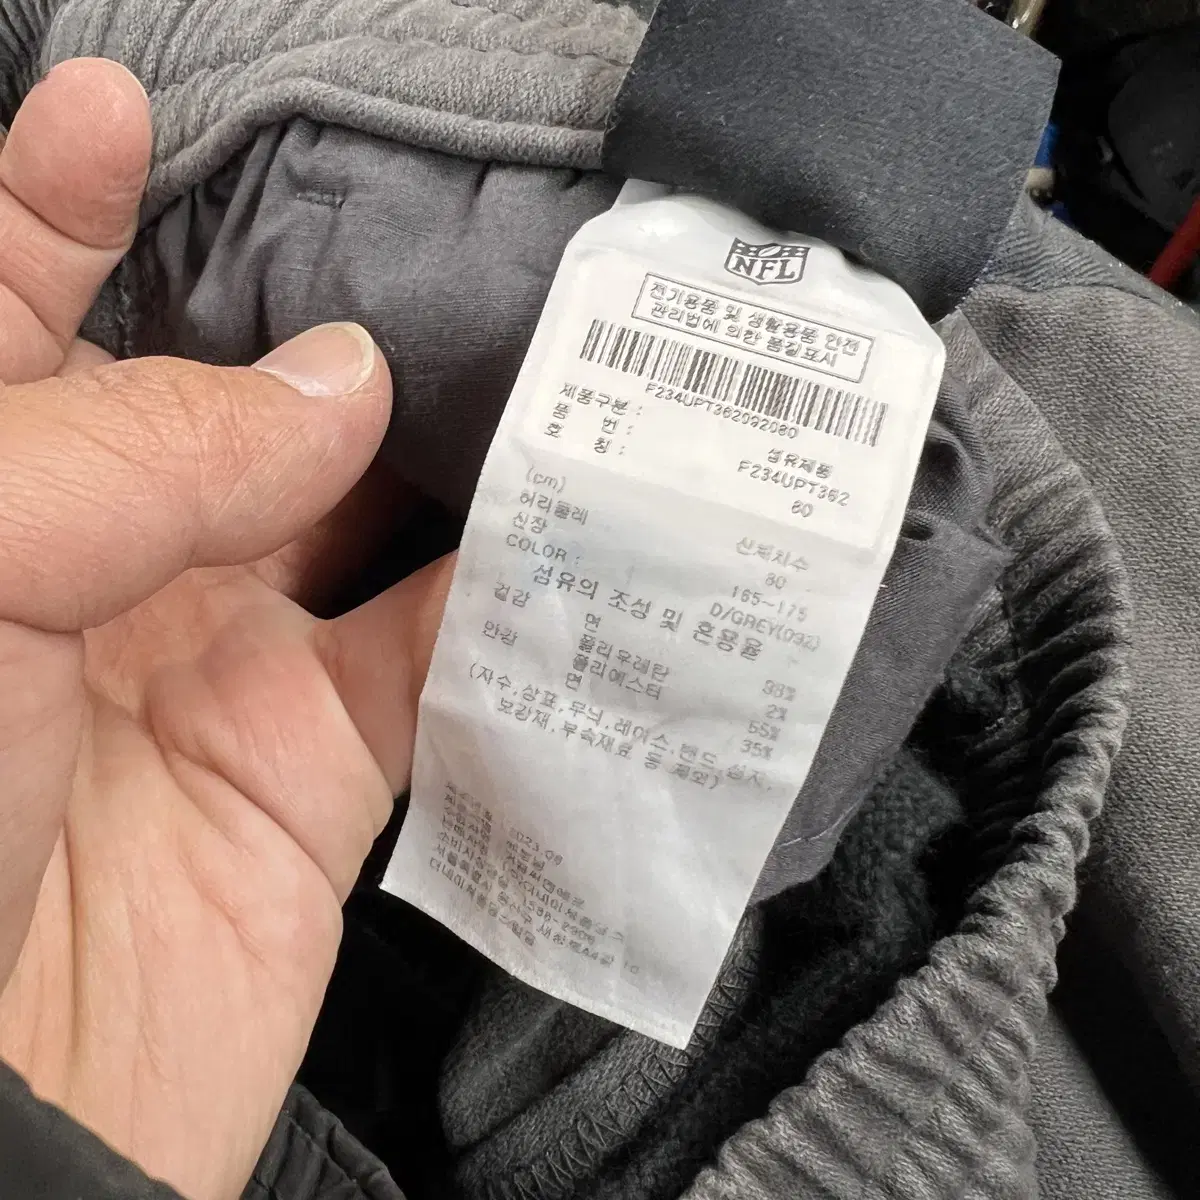 NFL
전기용품 및 생활용품 안전
관리법에 의한 품질표시
F234UPT362092080
제품구분 : 섬유제품
품 번 : F234UPT362
호 칭 : 80
(cm) 신체치수
허리둘레 80
신장 165-175
COLOR : D/GREY(092)
섬유의 조성 및 혼용율
겉감 면 98%
폴리우레탄 2%
안감 폴리에스터 65%
면 35%
(자수,상표,무늬,레이스,밴드,심지,
보강재,부속재료 등 제외)
2023.08